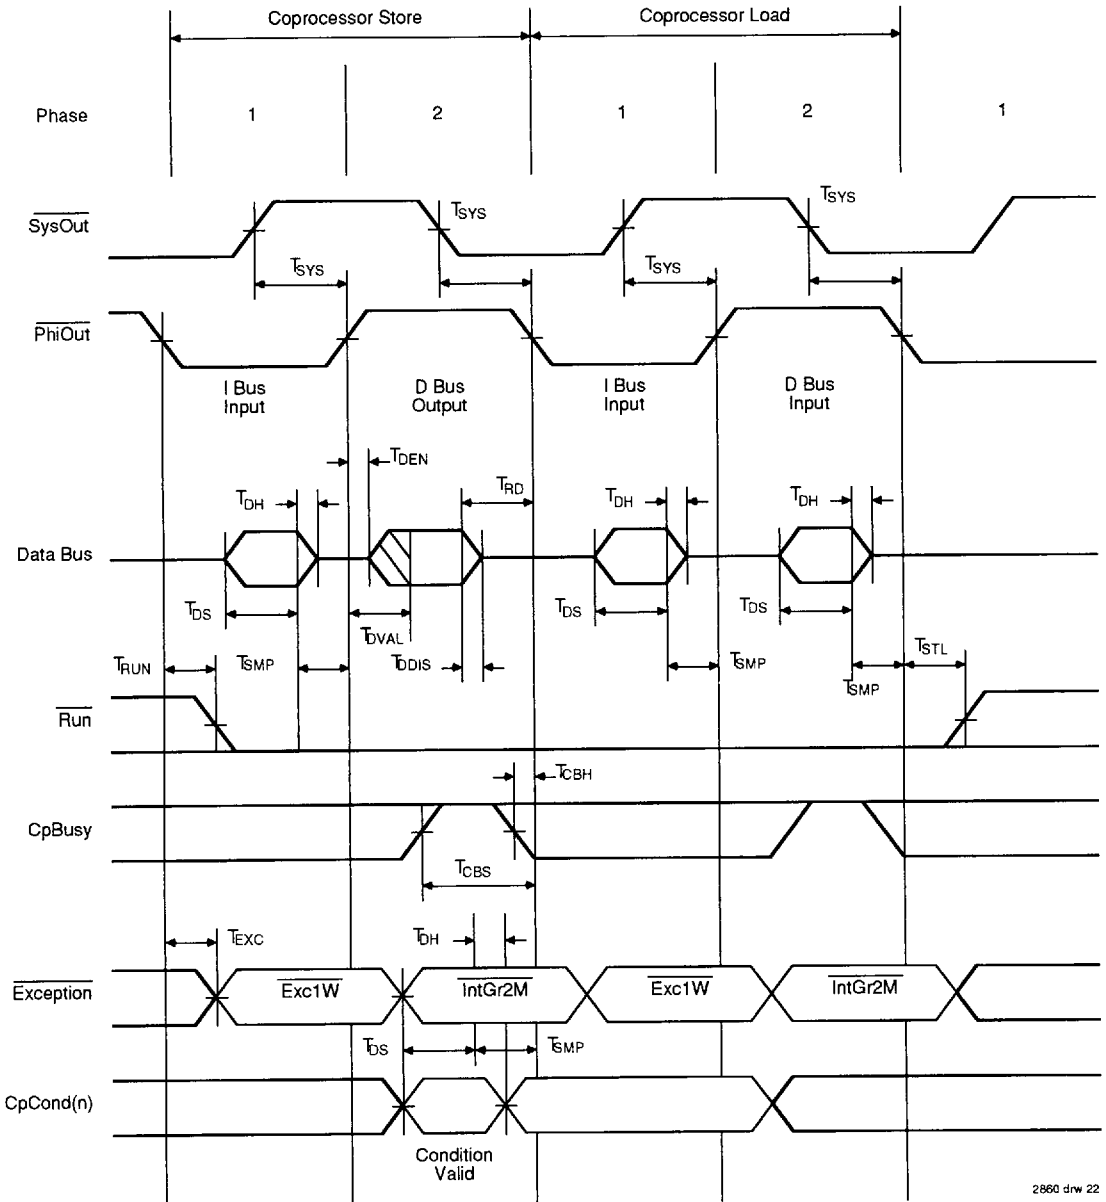 Coprocessor Store
Coprocessor Load
Phase
1
2
1
2
1
SysOut
TSYS
TSYS
TSYS
TSYS
PhiOut
I Bus
Input
D Bus
Output
I Bus
Input
D Bus
Input
TDEN
TDH
TRD
TDH
TDH
Data Bus
TDS
TDVAL
TDS
TDS
TRUN
TSMP
TDDIS
TSMP
TSMP
TSTL
Run
TCBH
CpBusy
TCBS
TEXC
TDH
Exception
Exc1W
IntGr2M
Exc1W
IntGr2M
TDS
TSMP
CpCond(n)
Condition
Valid
2860 drw 22